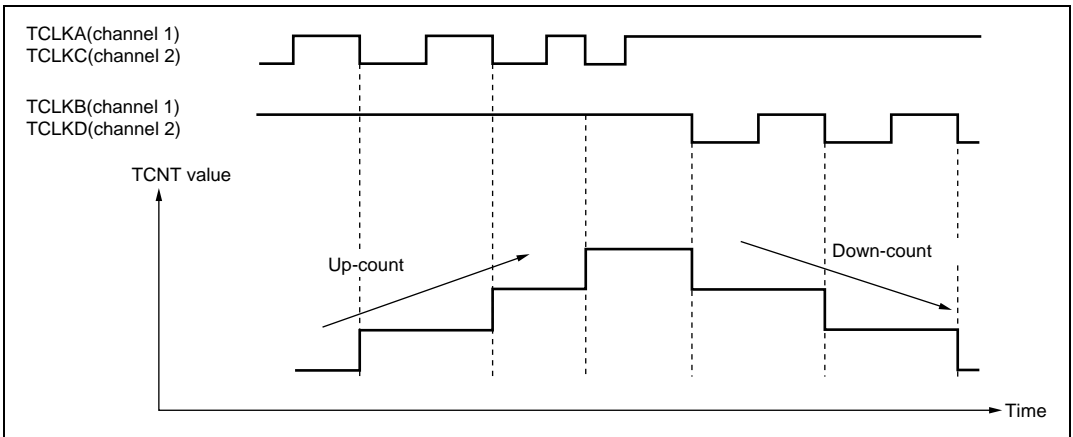 TCLKA(channel 1)
TCLKC(channel 2)
TCLKB(channel 1)
TCLKD(channel 2)
TCNT value
Up-count
Down-count
Time